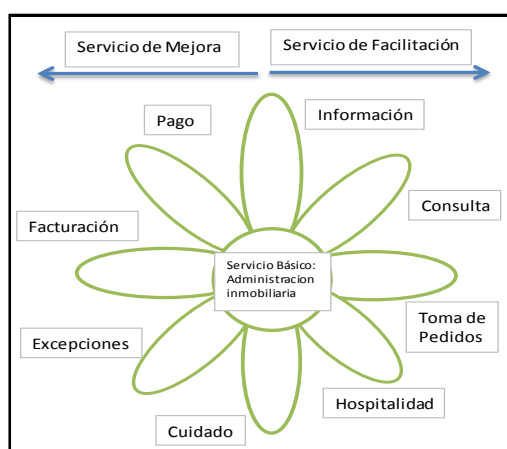 Servicio de Mejora
Servicio de Facilitación
Pago
Información
Facturación
Consulta
Servicio Básico:
Administracion
inmobiliaria
Excepciones
Toma de
Pedidos
Cuidado
Hospitalidad